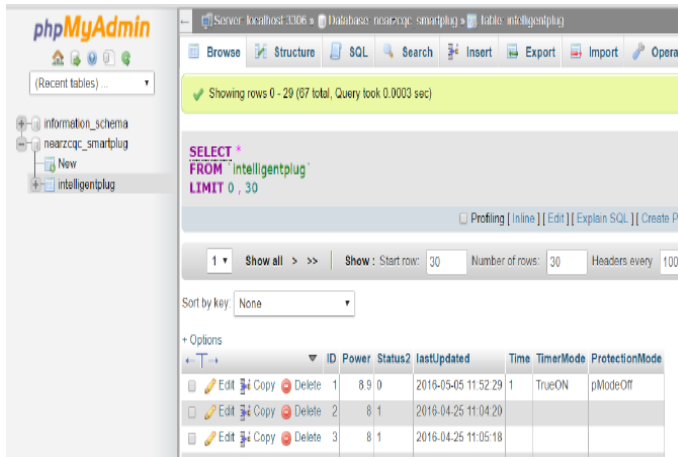 phpMyAdmin
(Recent tables) ...
information_schema
nearzcqc_smartplug
New
intelligentplug
Server: localhost:3306 » Database: nearzcqc_smartplug » Table: intelligentplug
Browse Structure SQL Search Insert Export Import Opera
Showing rows 0 - 29 (67 total, Query took 0.0003 sec)
SELECT *
FROM `intelligentplug`
LIMIT 0 , 30
Profiling [ Inline ] [ Edit ] [ Explain SQL ] [ Create P
1 Show all > >> Show : Start row: 30 Number of rows: 30 Headers every 100
Sort by key: None
+ Options
←T→ ▼ ID Power Status2 lastUpdated Time TimerMode ProtectionMode
Edit Copy Delete 1 8.9 0 2016-05-05 11:52:29 1 TrueON pModeOff
Edit Copy Delete 2 8 1 2016-04-25 11:04:20
Edit Copy Delete 3 8 1 2016-04-25 11:05:18